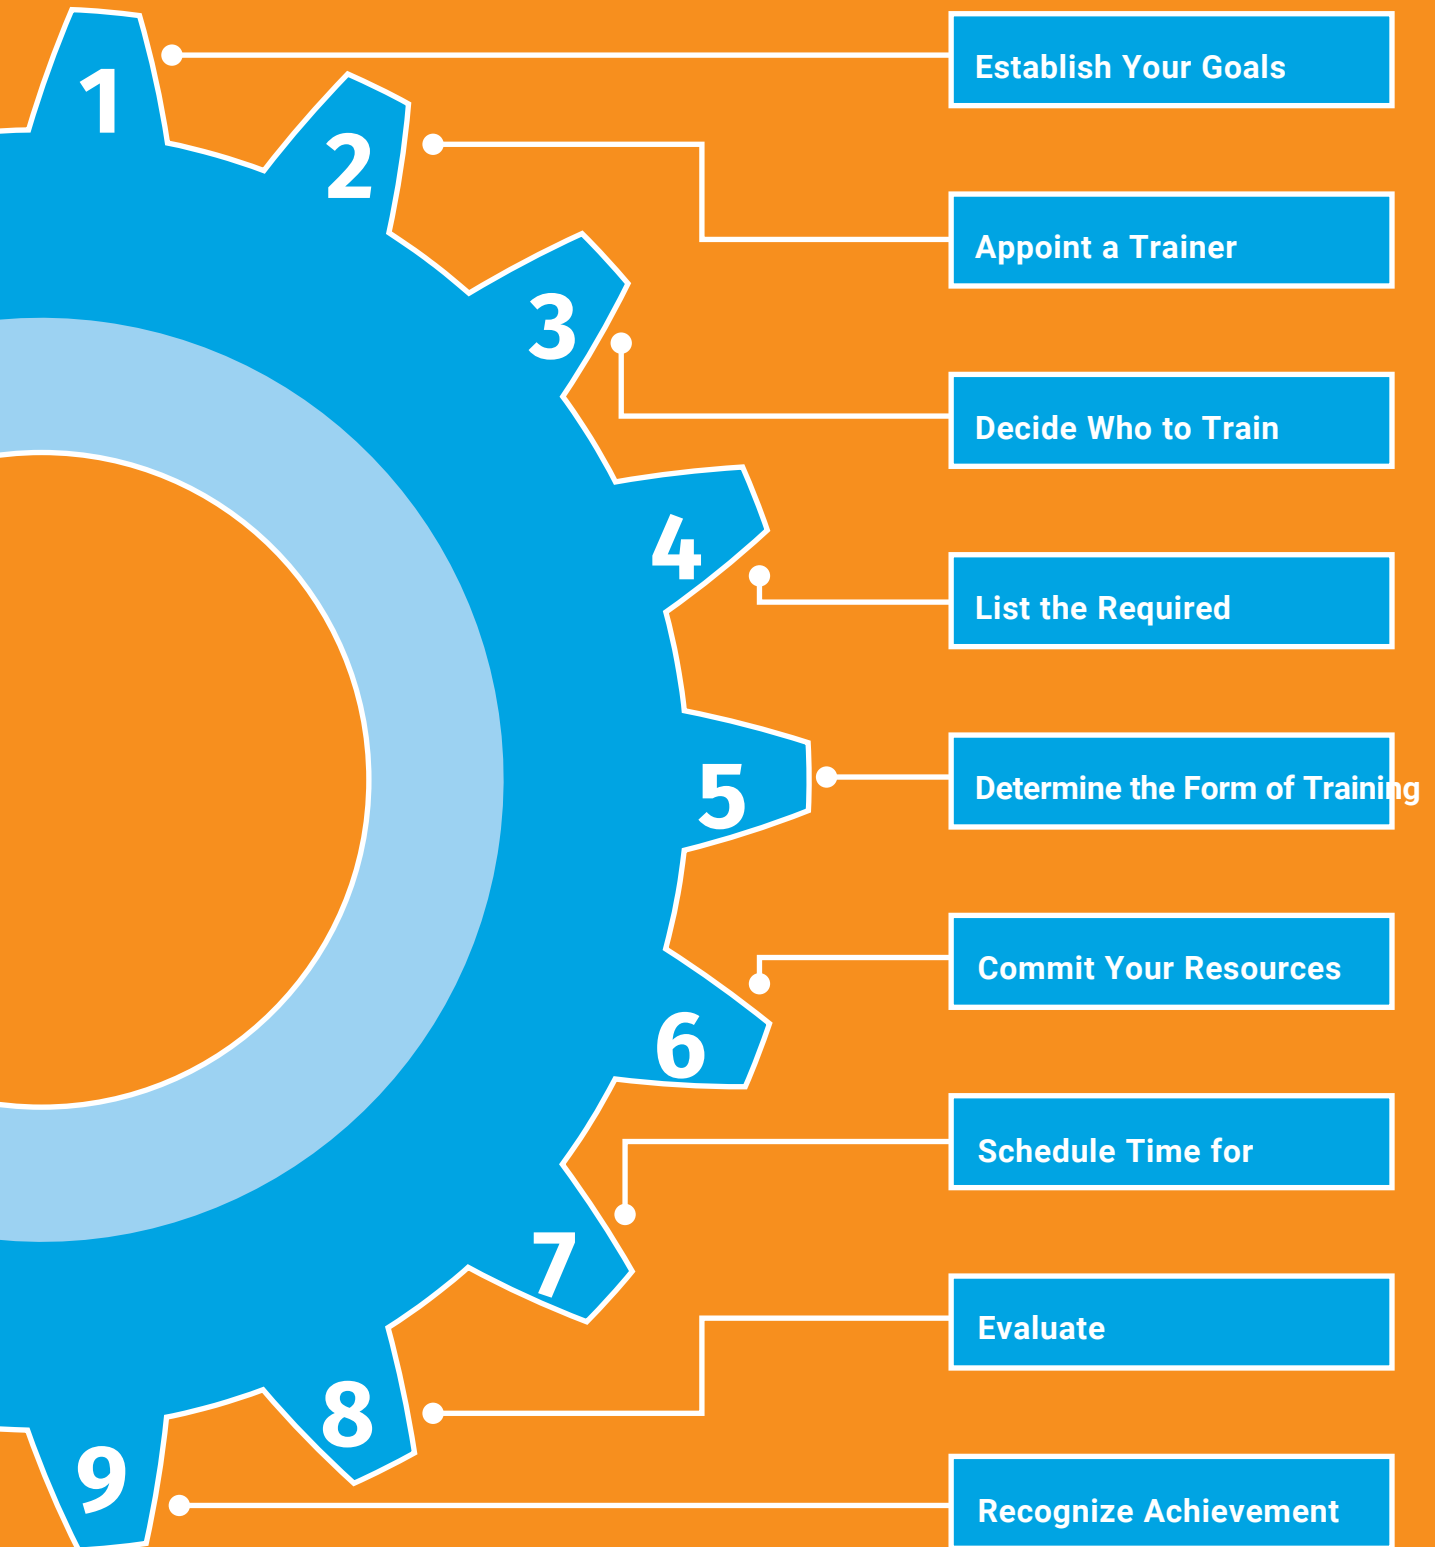 1
Establish Your Goals
2
Appoint a Trainer
3
Decide Who to Train
4
List the Required
5
Determine the Form of Training
6
Commit Your Resources
7
Schedule Time for
8
Evaluate
9
Recognize Achievement